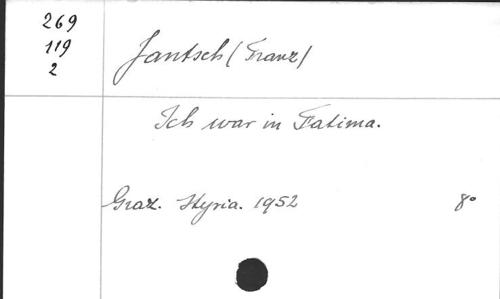 269
119
2
Jantsch (Franz)
Ich war in Fatima.
Graz. Styria. 1952 8°